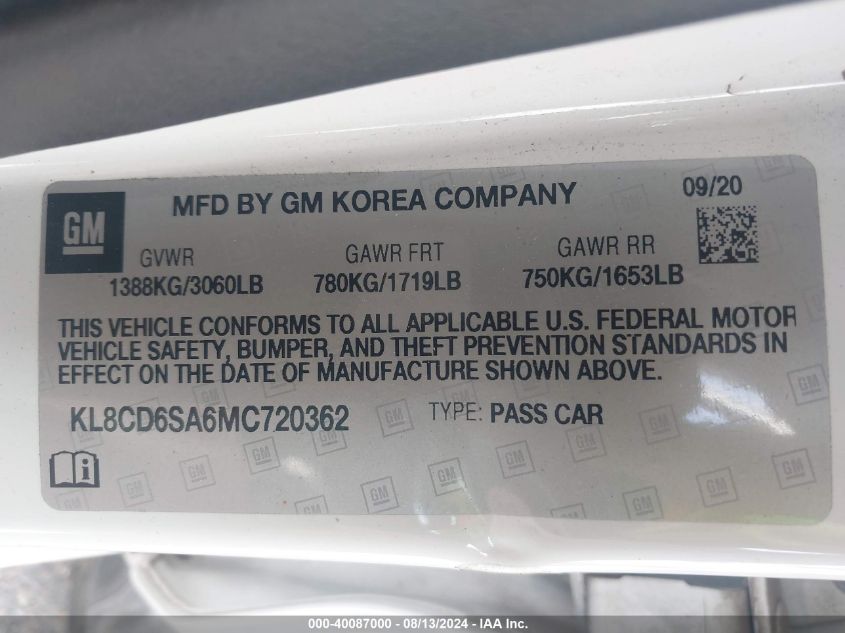 GM
MFD BY GM KOREA COMPANY
09/20
GVWR GAWR FRT GAWR RR
1388KG/3060LB 780KG/1719LB 750KG/1653LB
THIS VEHICLE CONFORMS TO ALL APPLICABLE U.S. FEDERAL MOTOR
VEHICLE SAFETY, BUMPER, AND THEFT PREVENTION STANDARDS IN
EFFECT ON THE DATE OF MANUFACTURE SHOWN ABOVE.
KL8CD6SA6MC720362 TYPE: PASS CAR
000-40087000 - 08/13/2024 - IAA Inc.